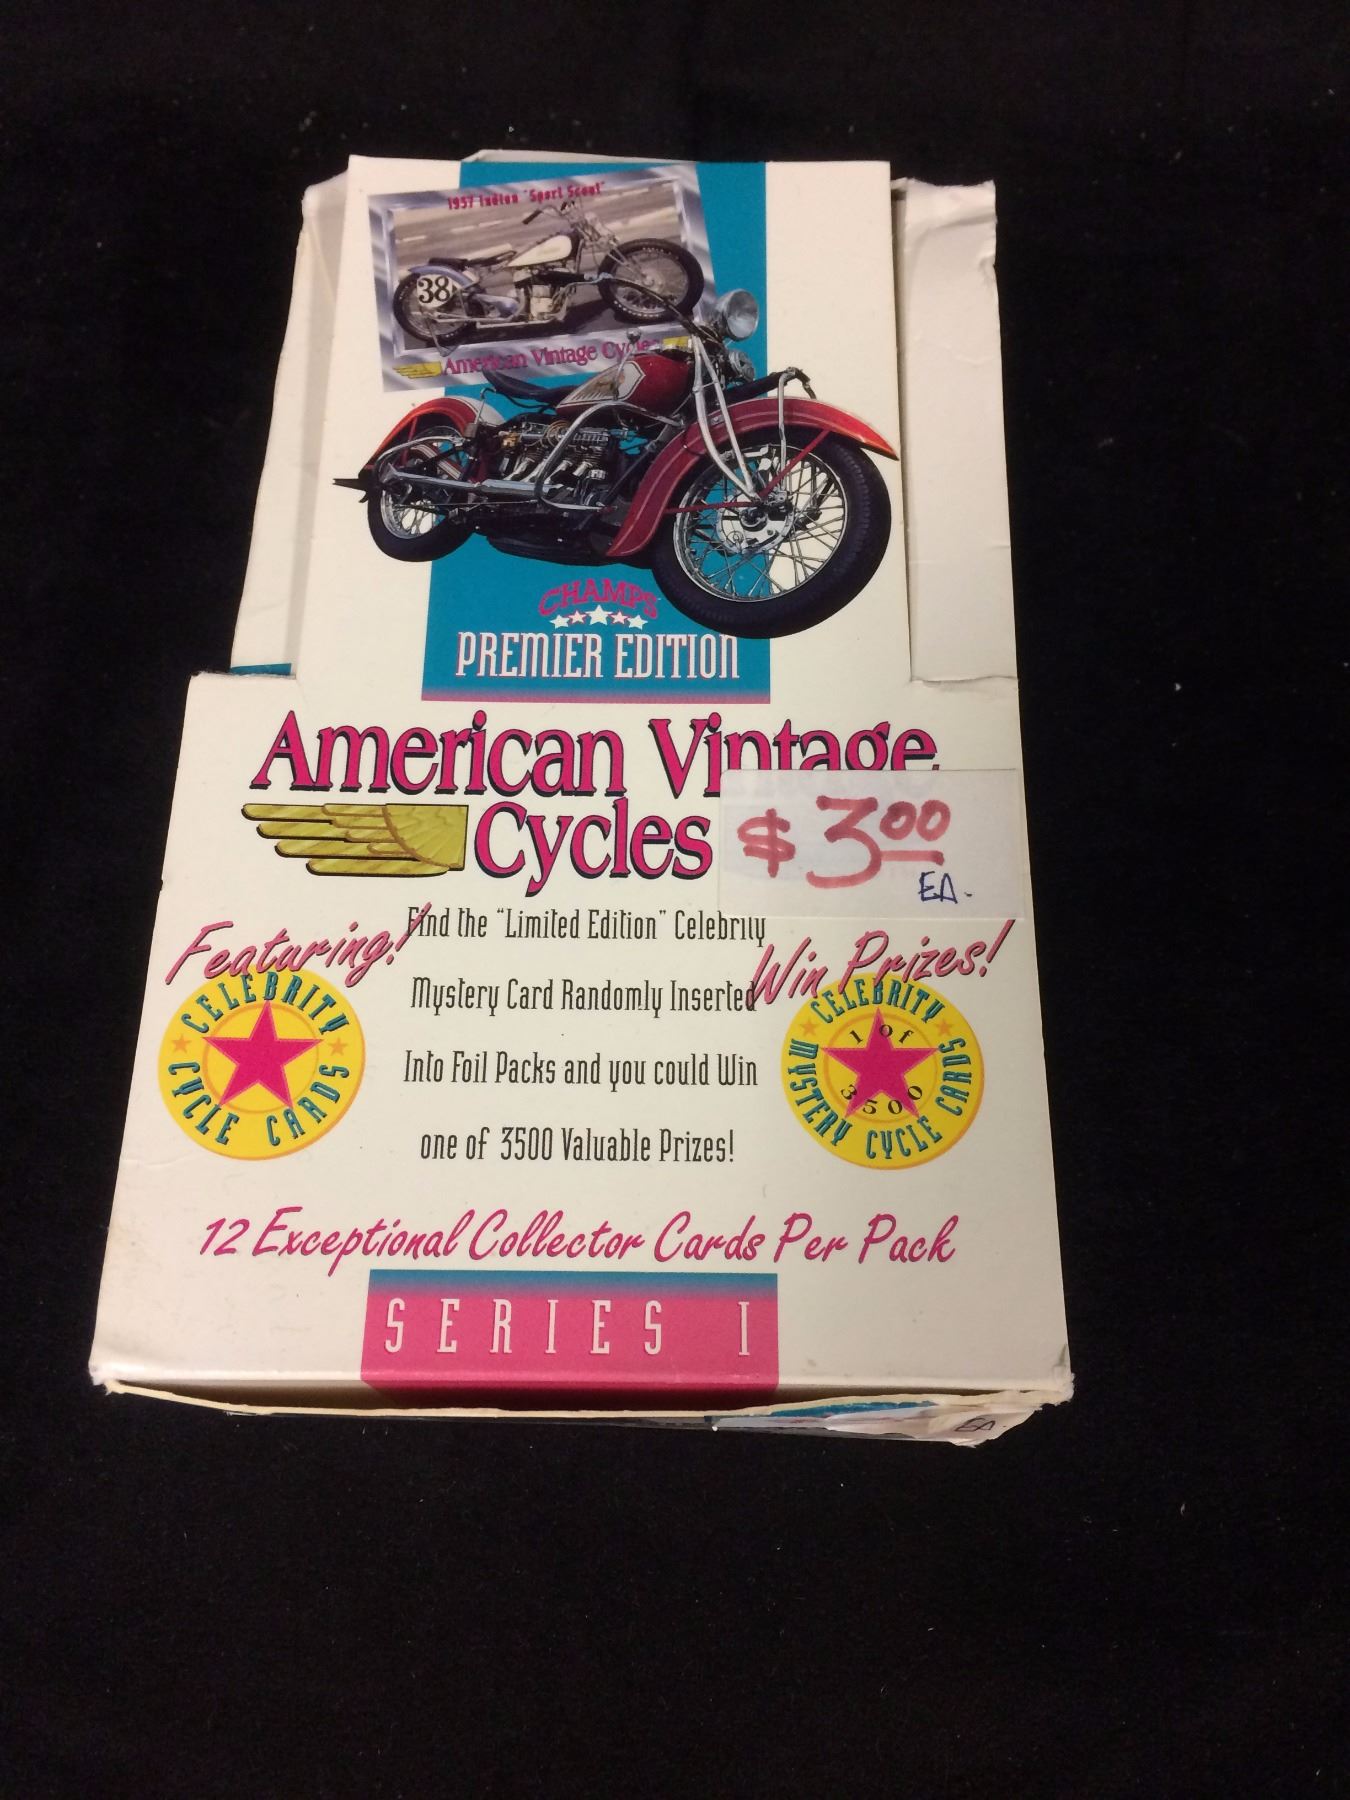 1937 Indian "Sport Scout"
38
American Vintage Cycles
CHAMPS
PREMIER EDITION
American Vintage
Cycles
$3.00
EA.
Featuring!
CELEBRITY
CYCLE CARDS
Find the "Limited Edition" Celebrity
Mystery Card Randomly Inserted
Into Foil Packs and you could Win
one of 3500 Valuable Prizes!
Win Prizes!
CELEBRITY
MYSTERY CYCLE CARDS
1 of
3500
12 Exceptional Collector Cards Per Pack
SERIES I
EA.